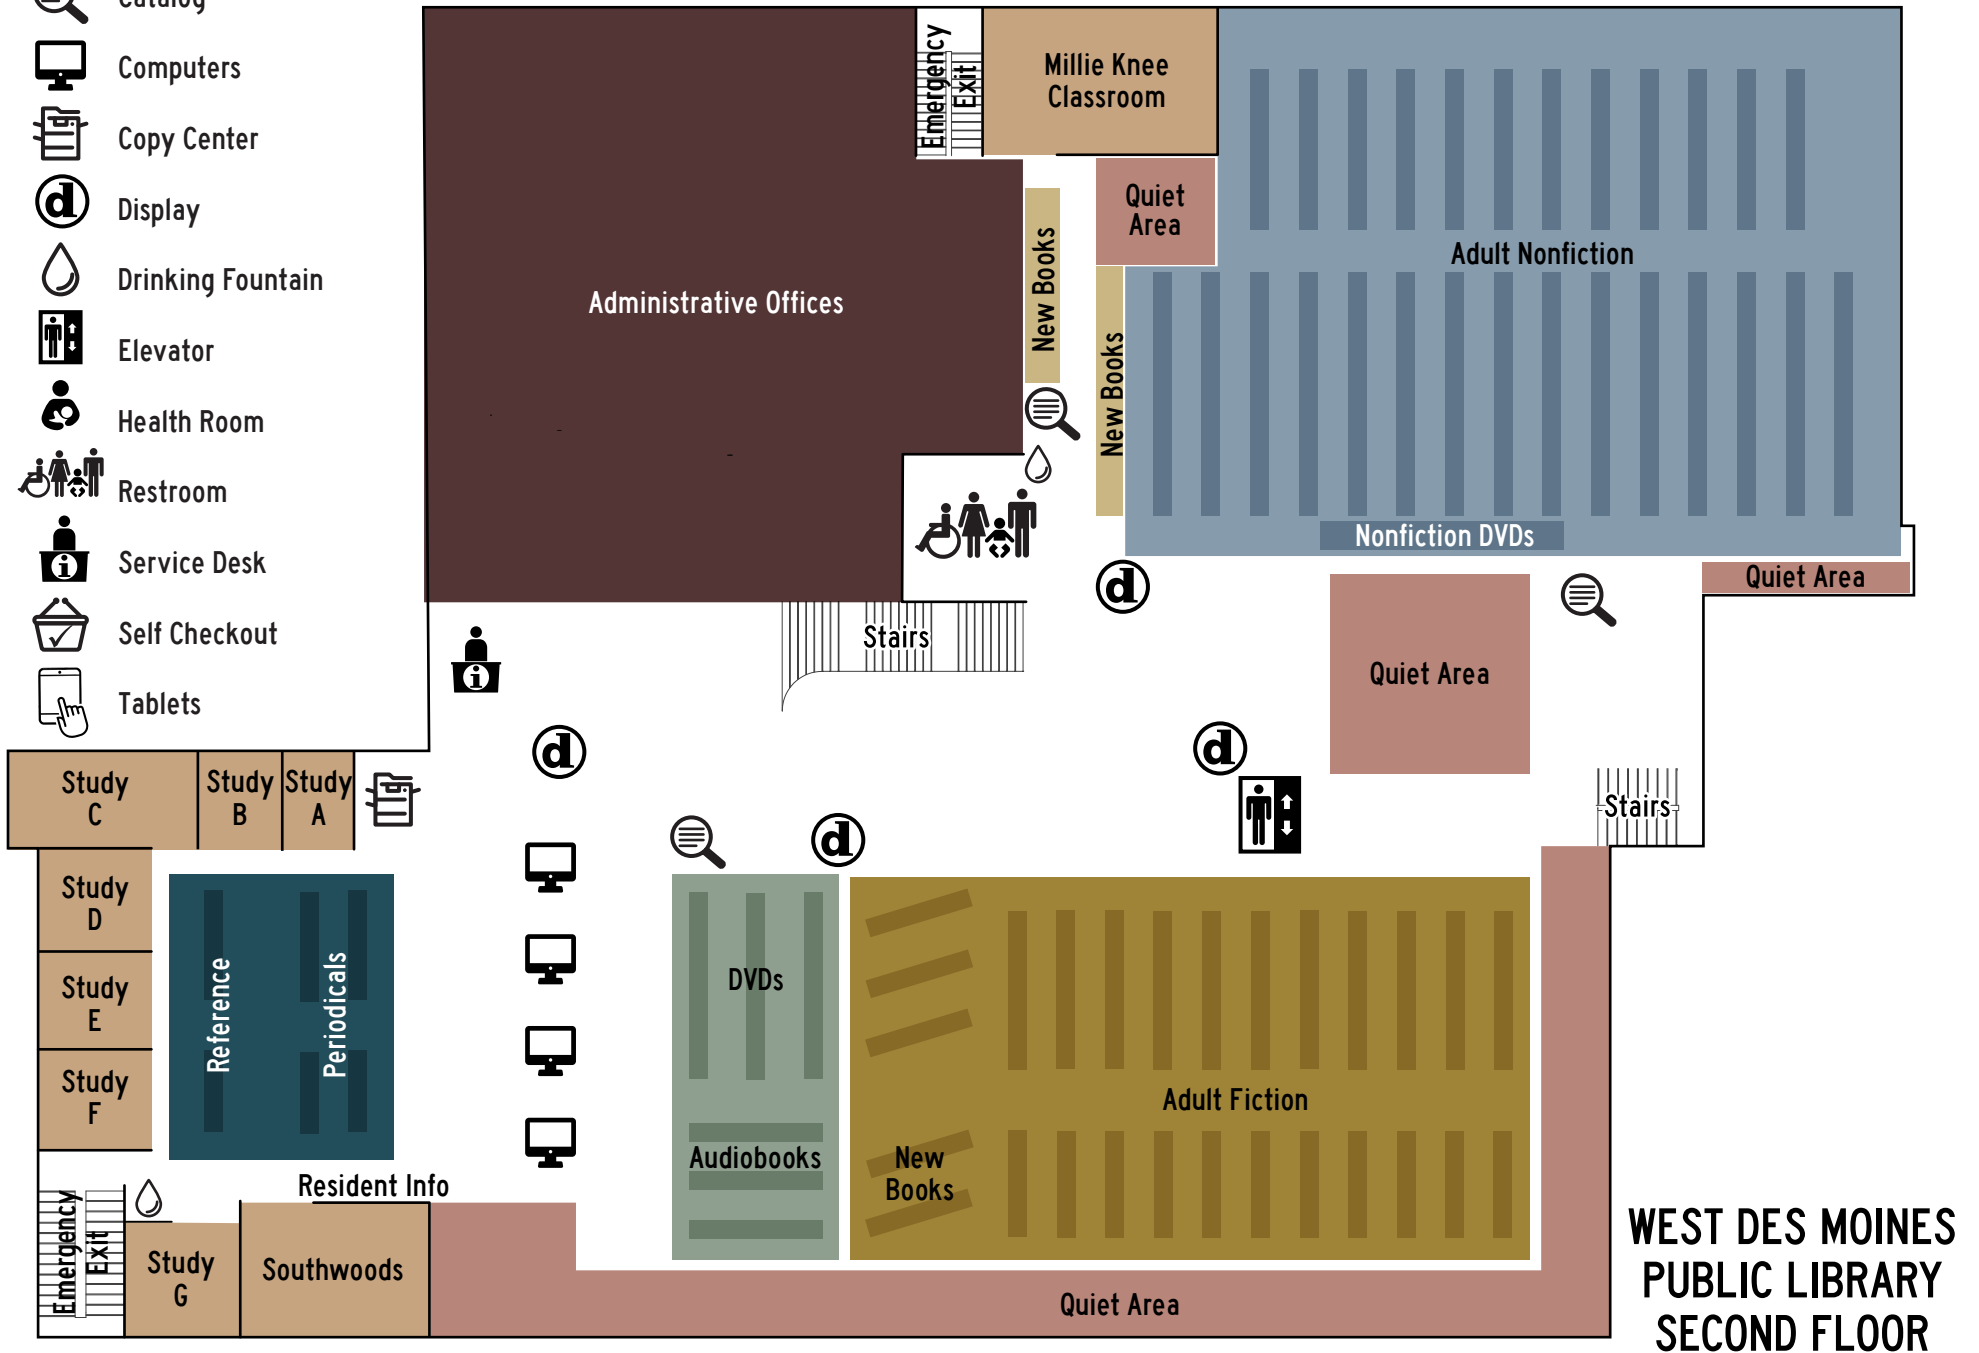 Catalog
Computers
Copy Center
d
Display
Drinking Fountain
Elevator
Health Room
Restroom
i
Service Desk
Self Checkout
Tablets
Administrative Offices
Emergency
Exit
Millie Knee
Classroom
Quiet
Area
New Books
New Books
Adult Nonfiction
Nonfiction DVDs
Quiet Area
d
Quiet Area
Stairs
i
d
d
Stairs
Study
C
Study
B
Study
A
d
Study
D
Study
E
Study
F
Reference
Periodicals
DVDs
Audiobooks
Adult Fiction
New
Books
Resident Info
Emergency
Exit
Study
G
Southwoods
Quiet Area
WEST DES MOINES
PUBLIC LIBRARY
SECOND FLOOR